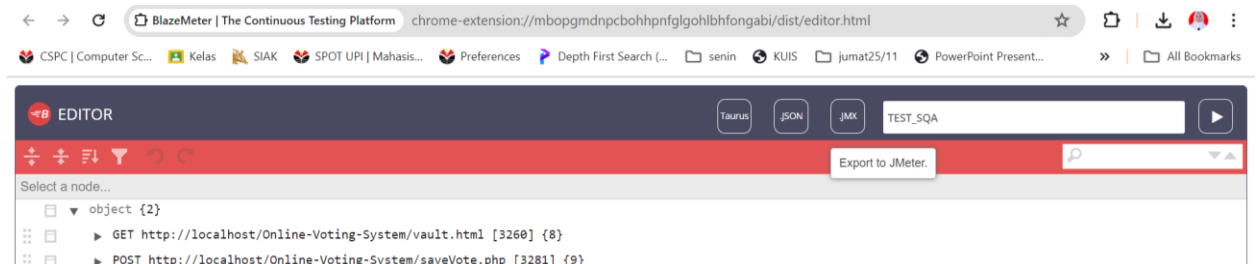 BlazeMeter | The Continuous Testing Platform chrome-extension://mbopgmdnpcbohhpnfglgohlbhfongabi/dist/editor.html
CSPC | Computer Sc... Kelas SIAK SPOT UPI | Mahasis... Preferences Depth First Search (... senin KUIS jumat25/11 PowerPoint Present... » All Bookmarks
B EDITOR Taurus .JSON .JMX TEST_SQA
Export to JMeter.
Select a node...
object {2}
GET http://localhost/Online-Voting-System/vault.html [3260] {8}
POST http://localhost/Online-Voting-System/saveVote.php [3281] {9}